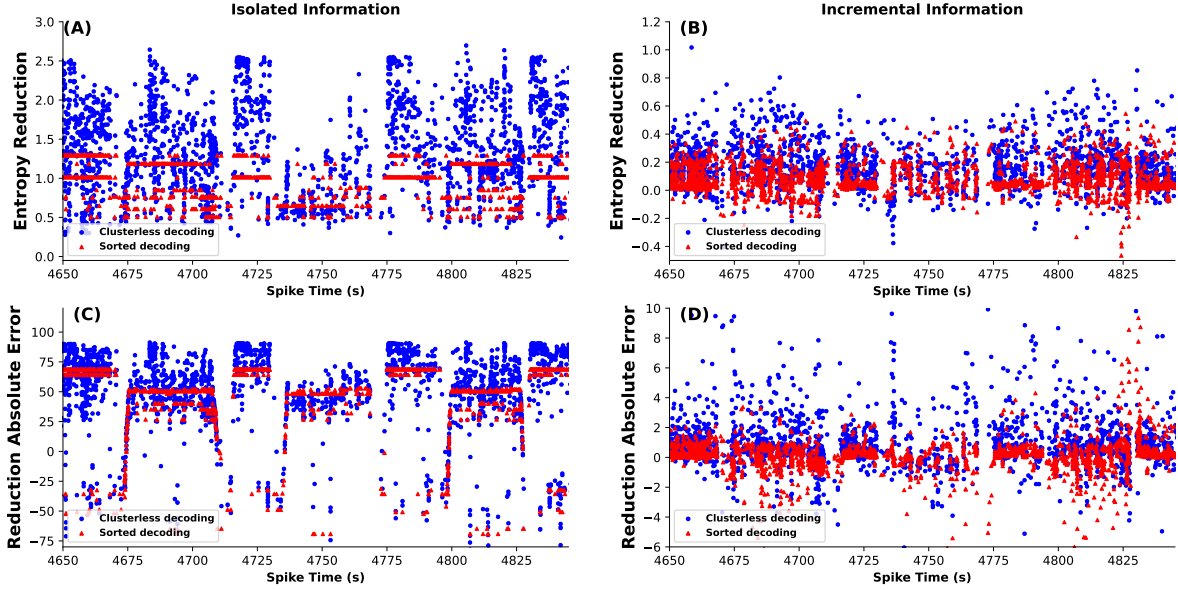 Isolated Information
Incremental Information
(A)
(B)
Entropy Reduction
3.0
2.5
2.0
1.5
1.0
0.5
0.0
Clusterless decoding
Sorted decoding
4650 4675 4700 4725 4750 4775 4800 4825
Spike Time (s)
Entropy Reduction
1.2
1.0
0.8
0.6
0.4
0.2
0.0
−0.2
−0.4
Clusterless decoding
Sorted decoding
4650 4675 4700 4725 4750 4775 4800 4825
Spike Time (s)
(C)
(D)
Reduction Absolute Error
100
75
50
25
0
−25
−50
−75
Clusterless decoding
Sorted decoding
4650 4675 4700 4725 4750 4775 4800 4825
Spike Time (s)
Reduction Absolute Error
10
8
6
4
2
0
−2
−4
−6
Clusterless decoding
Sorted decoding
4650 4675 4700 4725 4750 4775 4800 4825
Spike Time (s)